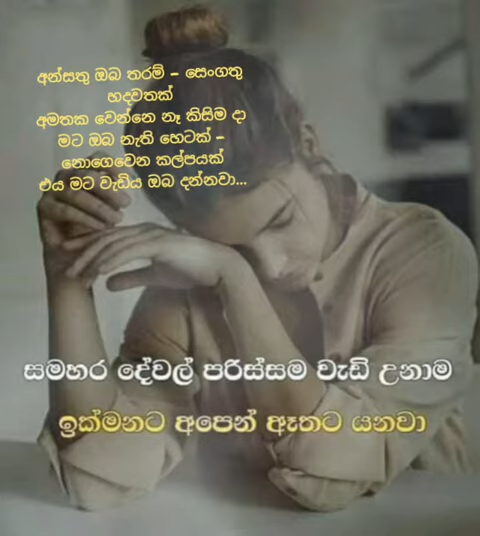 අන්සතු ඔබ තරම් - සෙංගතු
හදවතක්
අමතක වෙන්නෙ නෑ කිසිම දා
මට ඔබ නැති හෙටක් -
නොගෙවෙන කල්පයක්
එය මට වැඩිය ඔබ දන්නවා...
සමහර දේවල් පරිස්සම වැඩි උනාම
ඉක්මනට අපෙන් ඈතට යනවා